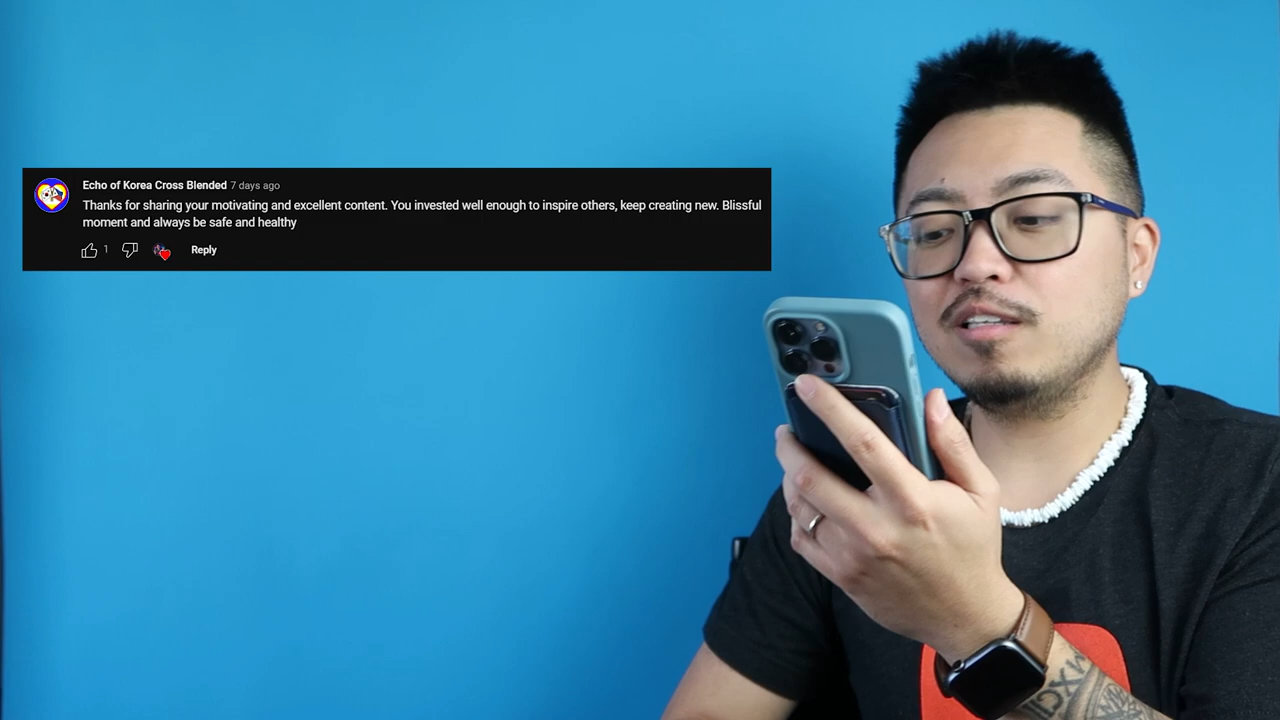 Echo of Korea Cross Blended 7 days ago
Thanks for sharing your motivating and excellent content. You invested well enough to inspire others, keep creating new. Blissful
moment and always be safe and healthy
1
Reply